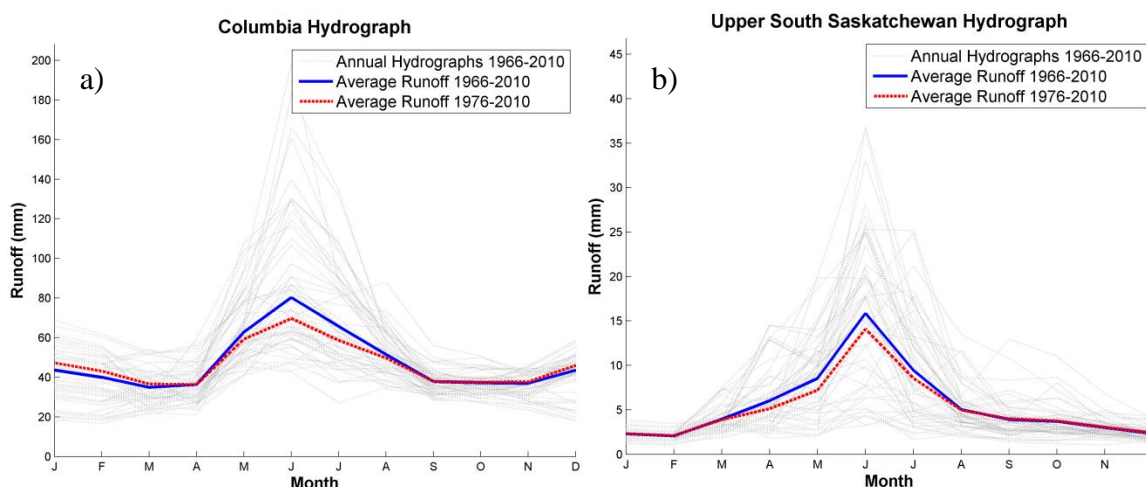 Columbia Hydrograph
a)
Annual Hydrographs 1966-2010
Average Runoff 1966-2010
Average Runoff 1976-2010
Runoff (mm)
200
180
160
140
120
100
80
60
40
20
0
J F M A M J J A S O N D
Month
Upper South Saskatchewan Hydrograph
b)
Annual Hydrographs 1966-2010
Average Runoff 1966-2010
Average Runoff 1976-2010
Runoff (mm)
45
40
35
30
25
20
15
10
5
0
J F M A M J J A S O N
Month